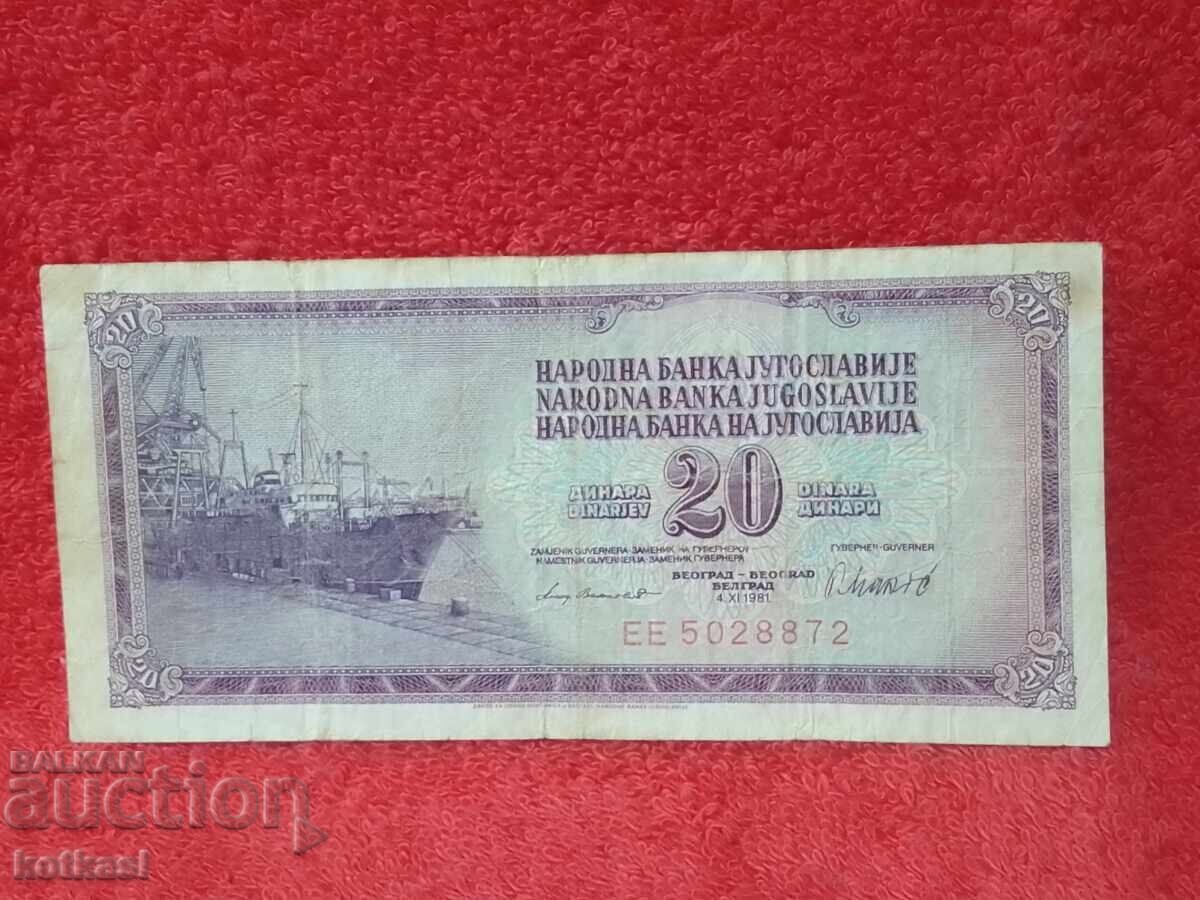 20
20
НАРОДНА БАНКА ЈУГОСЛАВИЈЕ
NARODNA BANKA JUGOSLAVIJE
НАРОДНА БАНКА НА ЈУГОСЛАВИЈА
ДИНАРА 20 DINARA
DINARJEV ДИНАРИ
ZAMJENIK GUVERNERA - ЗАМЕНИК НА ГУВЕРНЕРОТ ГУВЕРНЕР - GUVERNER
NAMESTNIK GUVERNERJA - ЗАМЕНИК ГУВЕРНЕРА
БЕОГРАД – BEOGRAD
БЕЛГРАД
4. XI 1981
EE 5028872
20
20
BALKAN
auction
kotkasl